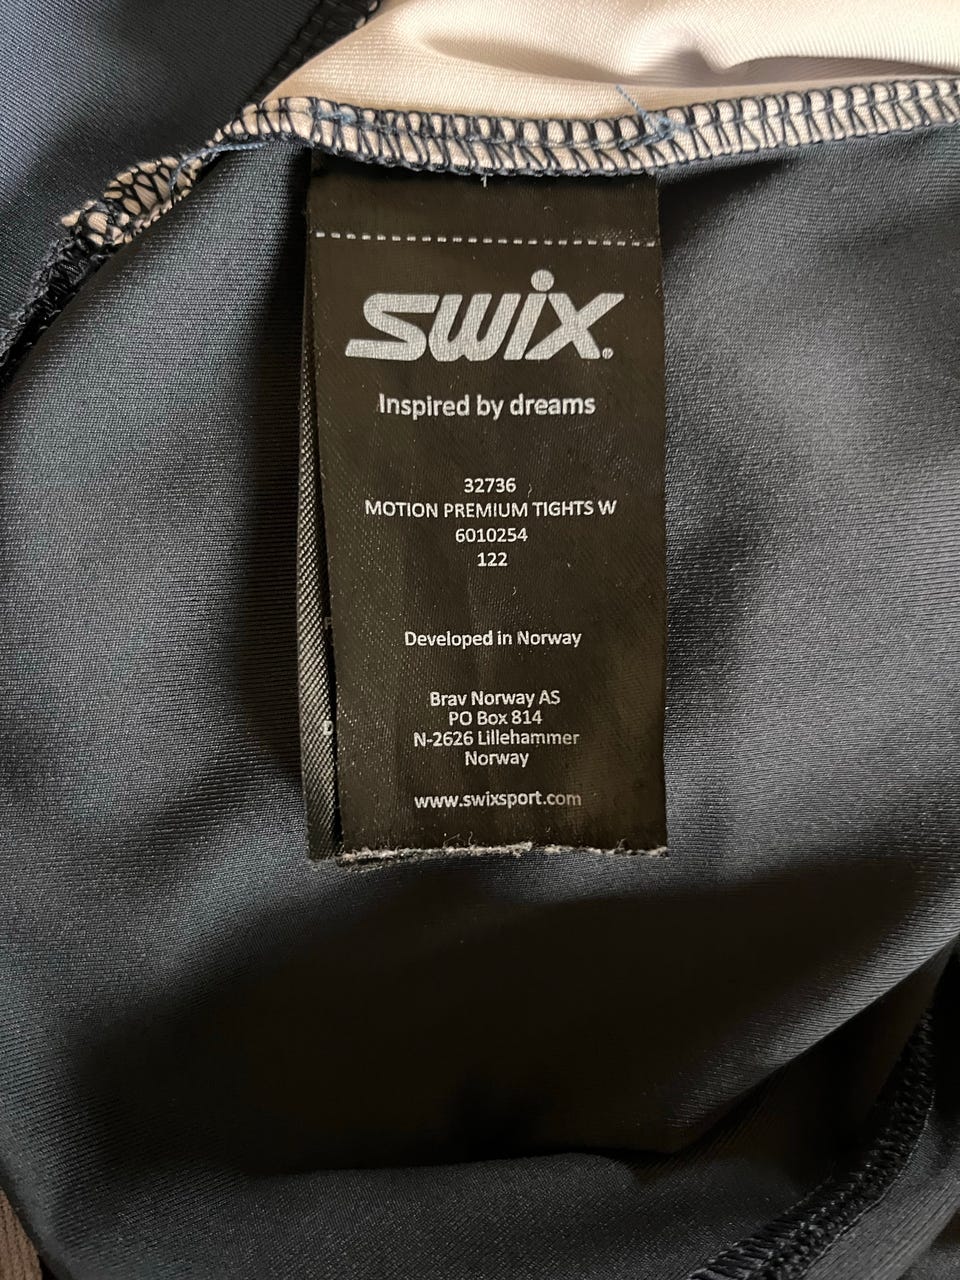 swix
Inspired by dreams
32736
MOTION PREMIUM TIGHTS W
6010254
122
Developed in Norway
Brav Norway AS
PO Box 814
N-2626 Lillehammer
Norway
www.swixsport.com